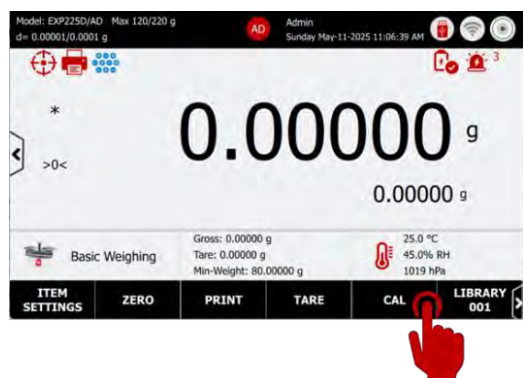 Model: EXP225D/AD Max 120/220 g
d= 0.00001/0.0001 g
AD
Admin
Sunday May-11-2025 11:06:39 AM
3
*
>0<
0.00000 g
0.00000 g
Basic Weighing
Gross: 0.00000 g
Tare: 0.00000 g
Min-Weight: 80.00000 g
25.0 °C
45.0% RH
1019 hPa
ITEM
SETTINGS
ZERO
PRINT
TARE
CAL
LIBRARY
001